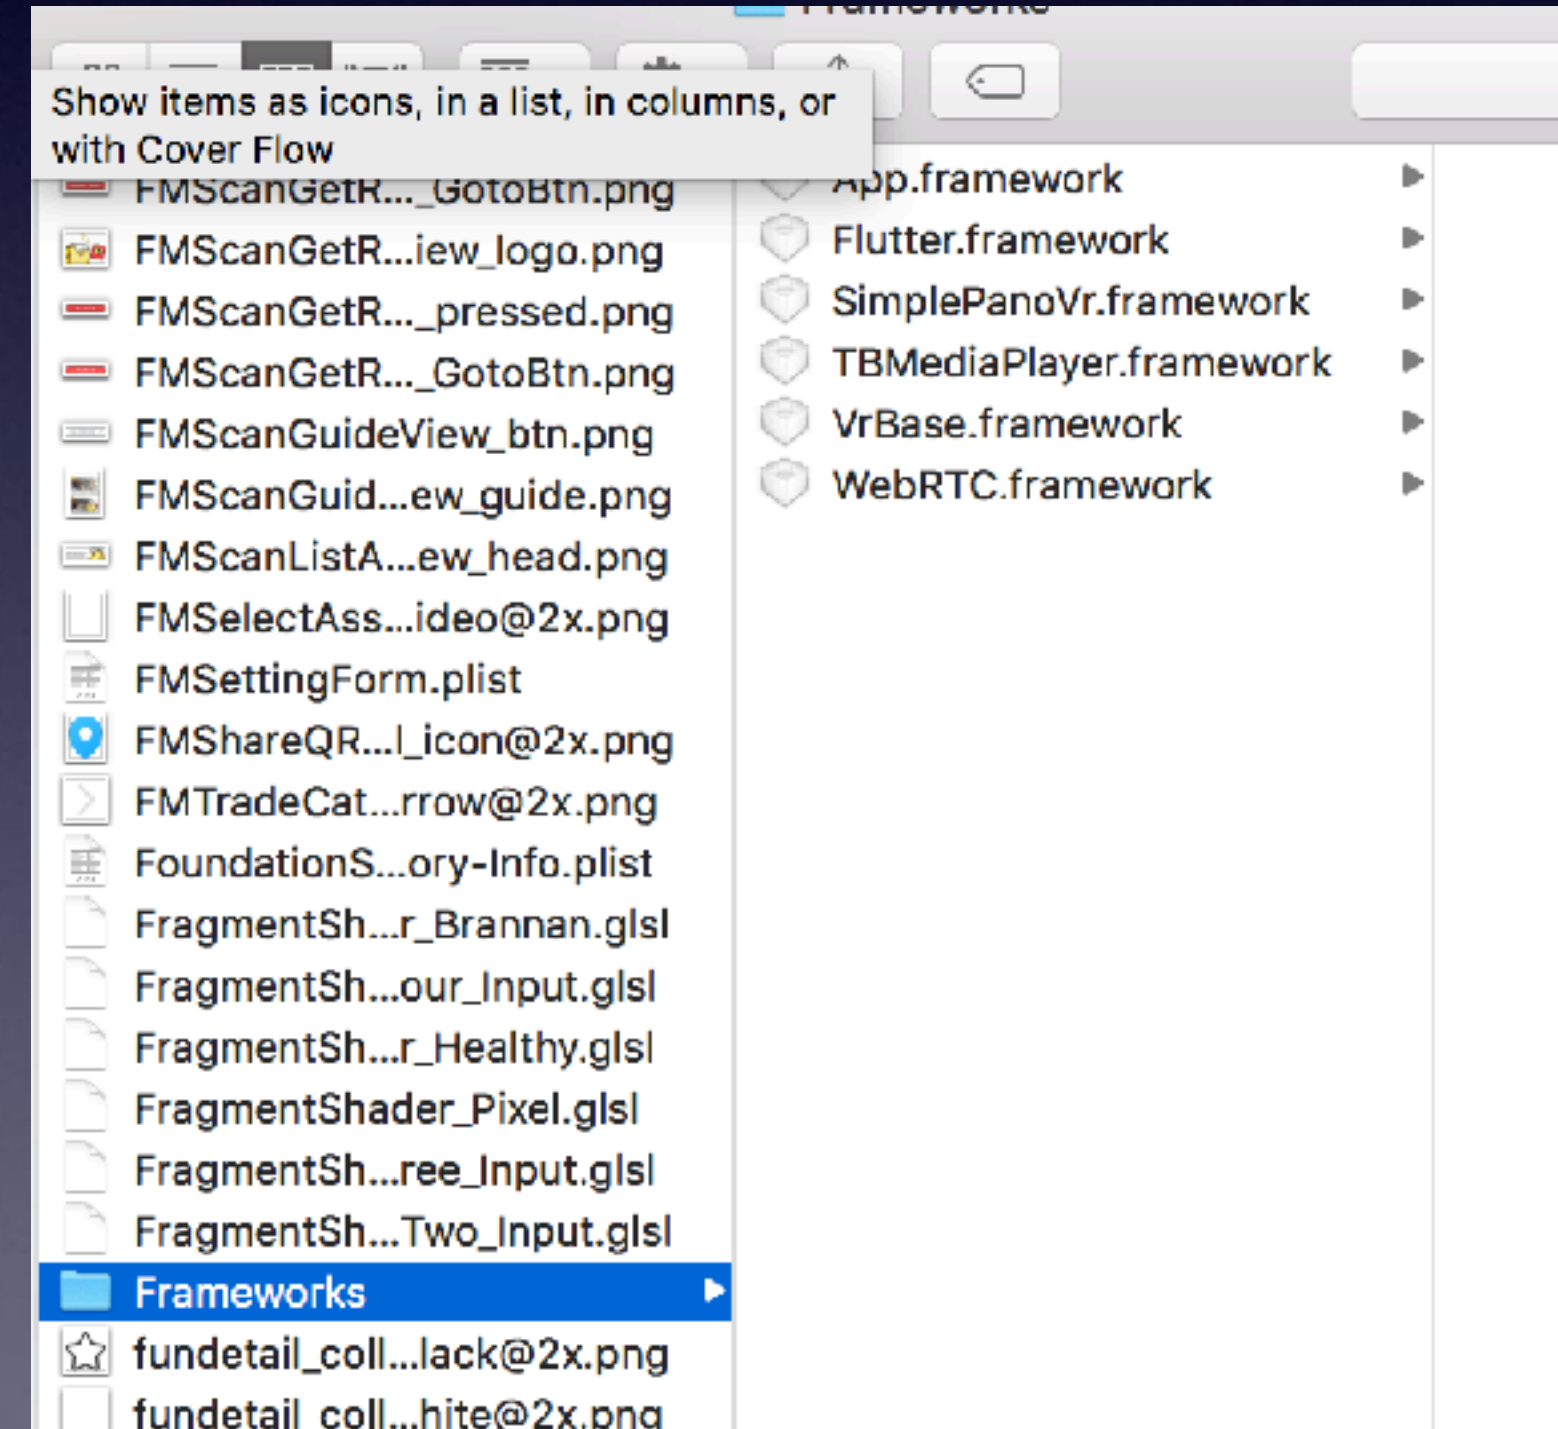 Frameworks
Show items as icons, in a list, in columns, or
with Cover Flow
FMScanGetR..._GotoBtn.png
FMScanGetR...iew_logo.png
FMScanGetR..._pressed.png
FMScanGetR..._GotoBtn.png
FMScanGuideView_btn.png
FMScanGuid...ew_guide.png
FMScanListA...ew_head.png
FMSelectAss...ideo@2x.png
FMSettingForm.plist
FMShareQR...l_icon@2x.png
FMTradeCat...rrow@2x.png
FoundationS...ory-Info.plist
FragmentSh...r_Brannan.glsl
FragmentSh...our_Input.glsl
FragmentSh...r_Healthy.glsl
FragmentShader_Pixel.glsl
FragmentSh...ree_Input.glsl
FragmentSh...Two_Input.glsl
Frameworks
fundetail_coll...lack@2x.png
fundetail_coll...hite@2x.png
App.framework
Flutter.framework
SimplePanoVr.framework
TBMediaPlayer.framework
VrBase.framework
WebRTC.framework